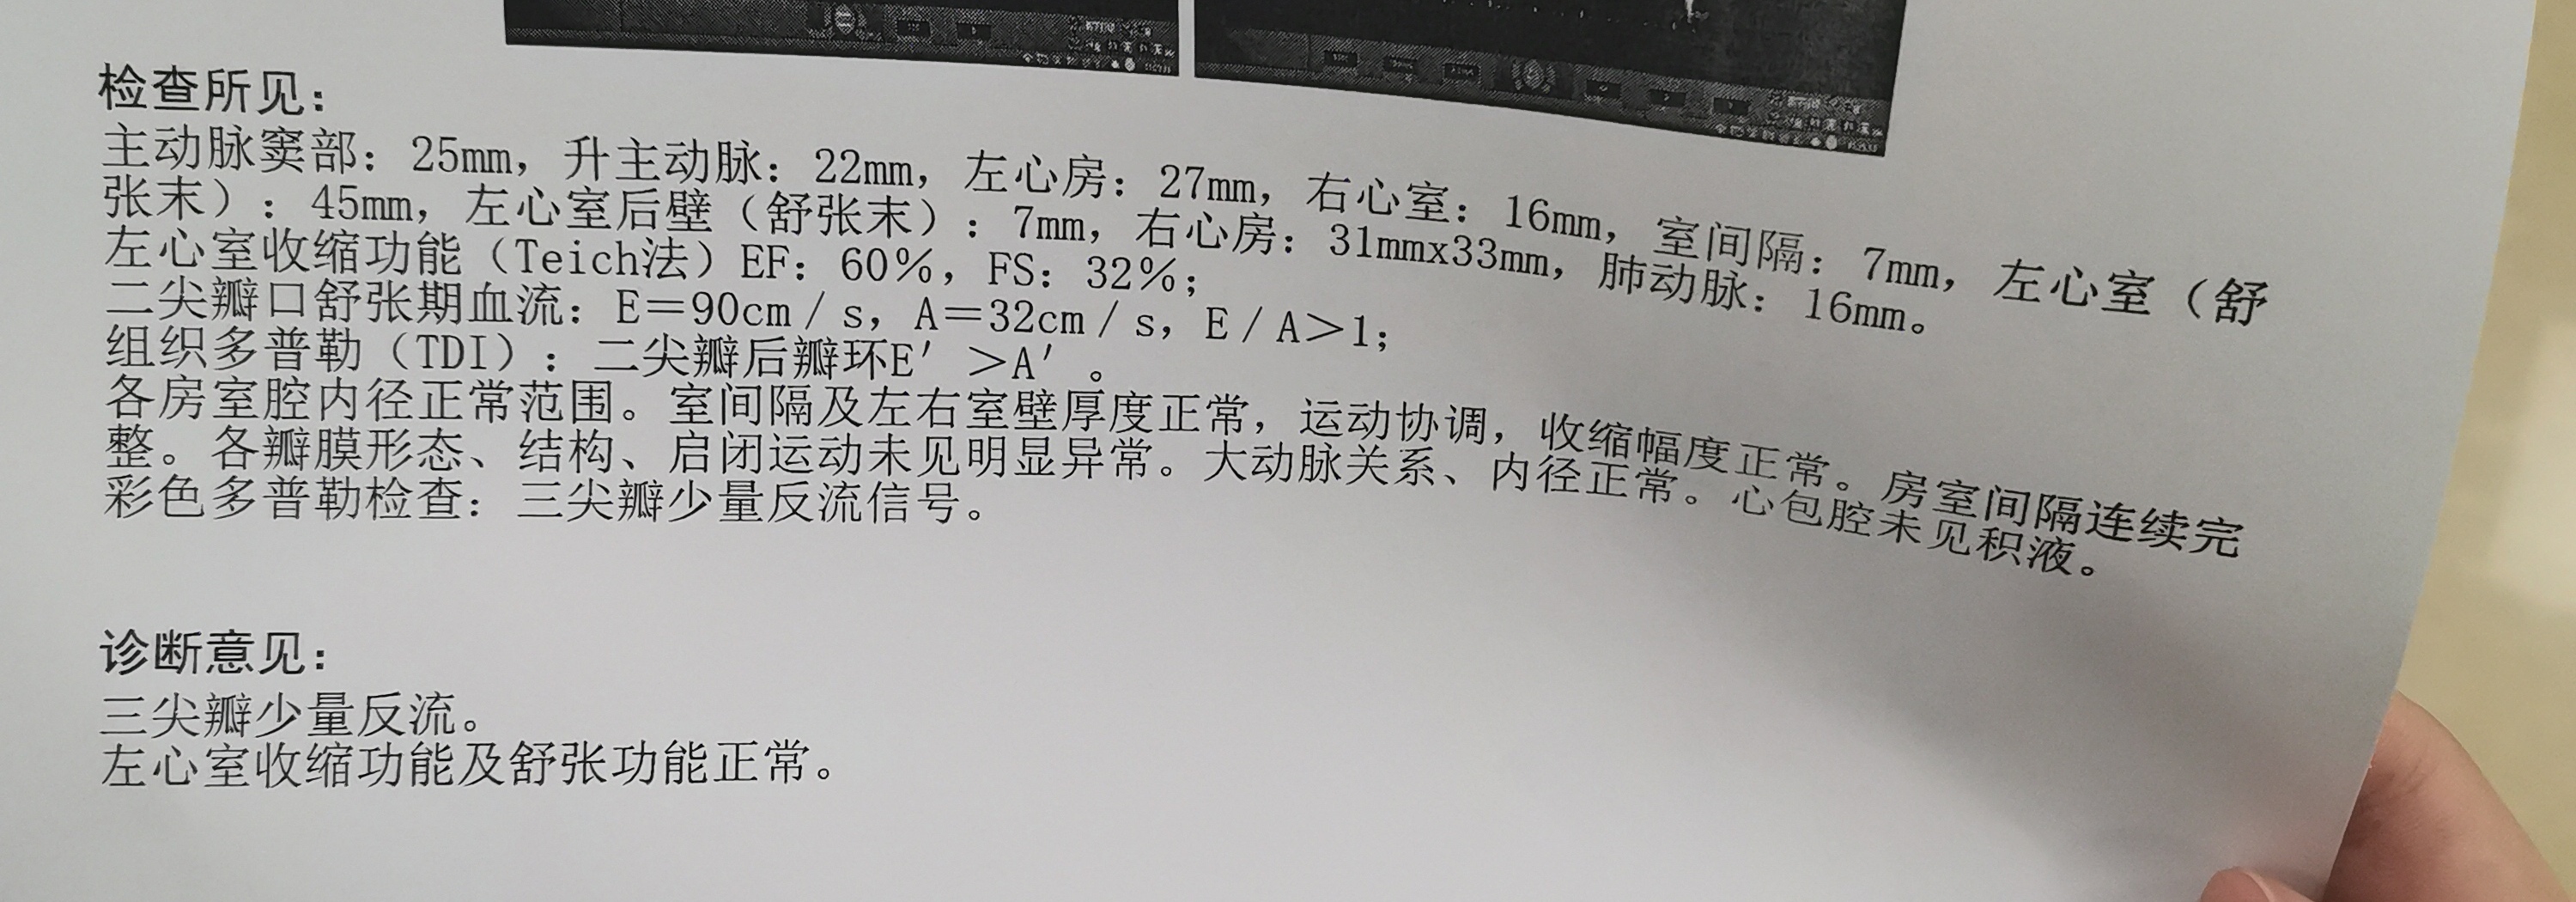 检查所见：
主动脉窦部：25mm，升主动脉：22mm，左心房：27mm，右心室：16mm，室间隔：7mm，左心室（舒
张末）：45mm，左心室后壁（舒张末）：7mm，右心房：31mmx33mm，肺动脉：16mm。
左心室收缩功能（Teich法）EF：60％，FS：32％；
二尖瓣口舒张期血流：E＝90cm／s，A＝32cm／s，E／A＞1；
组织多普勒（TDI）：二尖瓣后瓣环E′ ＞A′ 。
各房室腔内径正常范围。室间隔及左右室壁厚度正常，运动协调，收缩幅度正常。房室间隔连续完
整。各瓣膜形态、结构、启闭运动未见明显异常。大动脉关系、内径正常。心包腔未见积液。
彩色多普勒检查：三尖瓣少量反流信号。
诊断意见：
三尖瓣少量反流。
左心室收缩功能及舒张功能正常。